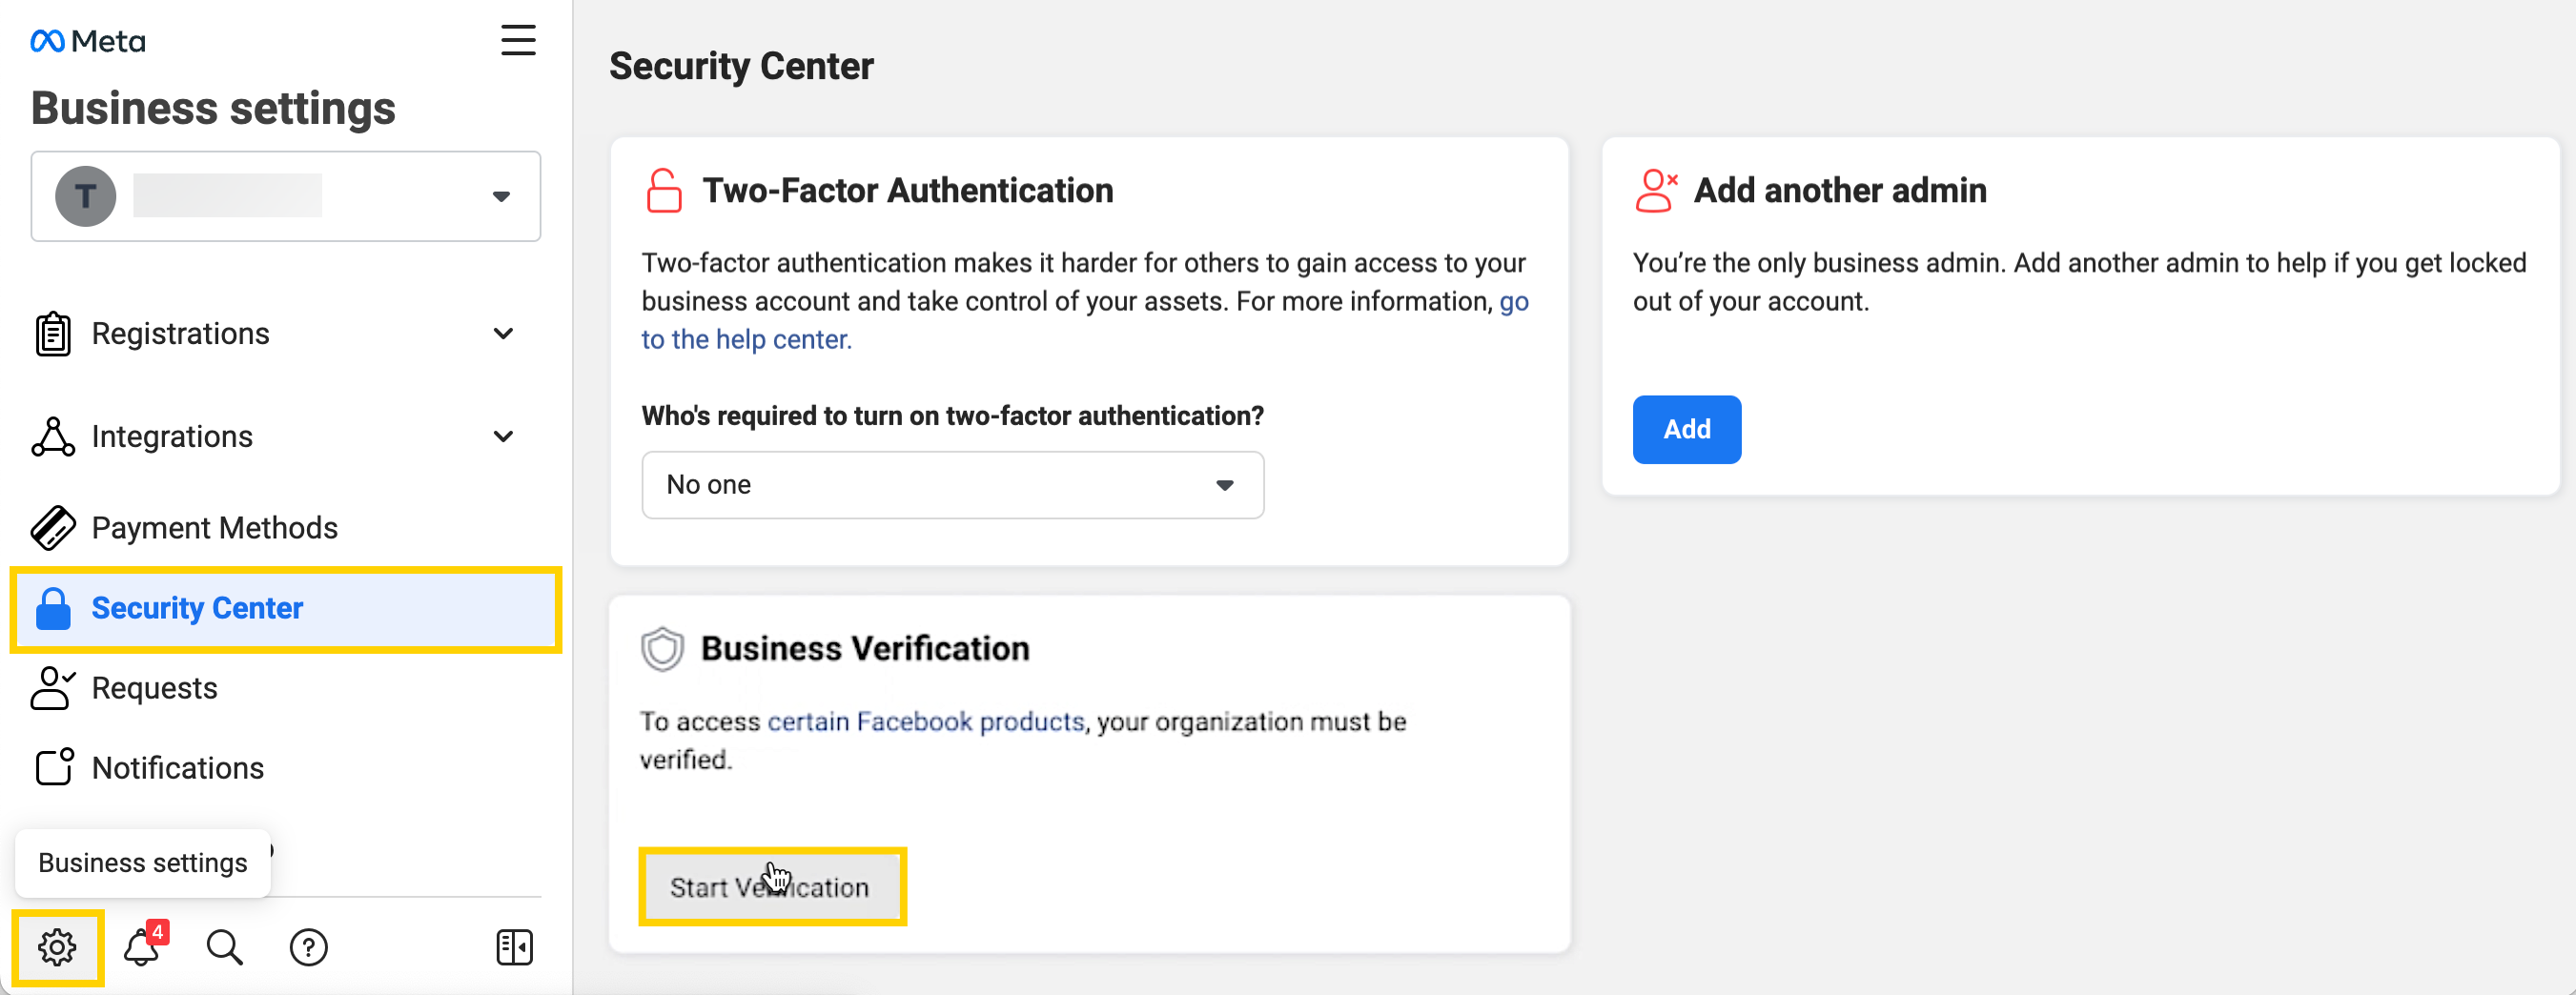 Meta
Business settings
T
Registrations
Integrations
Payment Methods
Security Center
Requests
Notifications
Business settings
4
?
Security Center
Two-Factor Authentication
Two-factor authentication makes it harder for others to gain access to your
business account and take control of your assets. For more information, go
to the help center.
Who's required to turn on two-factor authentication?
No one
Add another admin
You’re the only business admin. Add another admin to help if you get locked
out of your account.
Add
Business Verification
To access certain Facebook products, your organization must be
verified.
Start Verification